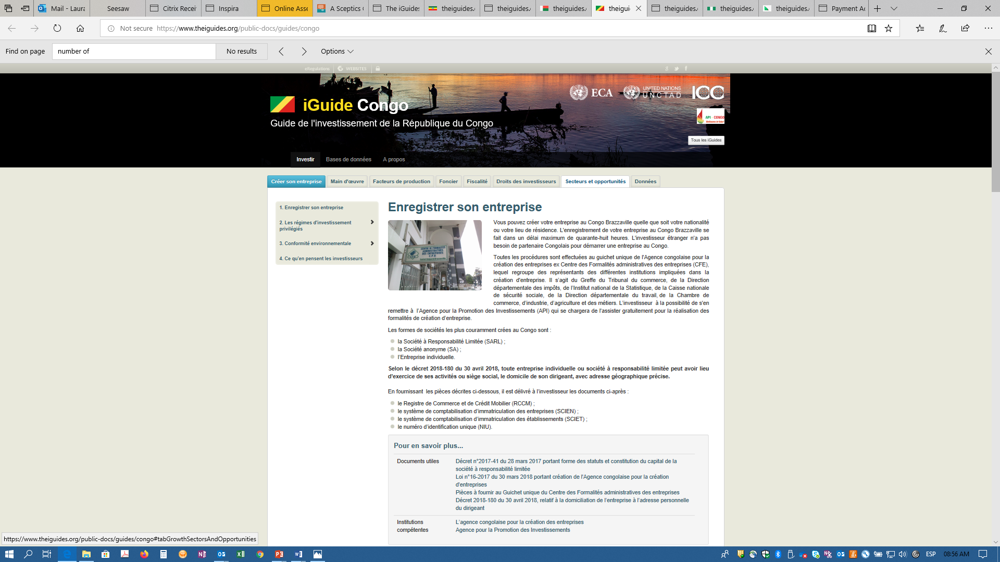 Mail - Laura
Seesaw
Citrix Recei
Inspira
Online Asse
A Sceptics
The iGuides
theiguides.
theiguides.
theiguides.
theigui
theiguides.
theiguides.
theiguides.
Payment Ac
Not secure https://www.theiguides.org/public-docs/guides/congo
Find on page number of No results Options
eRegulations WEBSITES
ECA UNITED NATIONS UNCTAD ICC
iGuide Congo
API - CONGO
Guide de l'investissement de la République du Congo
Tous les iGuides
Investir Bases de données A propos
Créer son entreprise Main d'œuvre Facteurs de production Foncier Fiscalité Droits des investisseurs Secteurs et opportunités Données
1. Enregistrer son entreprise
2. Les régimes d'investissement
privilégiés
3. Conformité environnementale
4. Ce qu'en pensent les investisseurs
Enregistrer son entreprise
CENTRE DE FORMALITES
ADMINISTRATIVES
DES ENTREPRISES
C.F.E
Vous pouvez créer votre entreprise au Congo Brazzaville quelle que soit votre nationalité
ou votre lieu de résidence. L'enregistrement de votre entreprise au Congo Brazzaville se
fait dans un délai maximum de quarante-huit heures. L'investisseur étranger n'a pas
besoin de partenaire Congolais pour démarrer une entreprise au Congo.
Toutes les procédures sont effectuées au guichet unique de l'Agence congolaise pour la
création des entreprises ex Centre des Formalités administratives des entreprises (CFE),
lequel regroupe des représentants des différentes institutions impliquées dans la
création d'entreprise. Il s'agit du Greffe du Tribunal du commerce, de la Direction
départementale des impôts, de l'Institut national de la Statistique, de la Caisse nationale
de sécurité sociale, de la Direction départementale du travail, de la Chambre de
commerce, d'industrie, d'agriculture et des métiers. L'investisseur à la possibilité de s'en
remettre à l'Agence pour la Promotion des Investissements (API) qui se chargera de l'assister gratuitement pour la réalisation des
formalités de création d'entreprise.
Les formes de sociétés les plus couramment crées au Congo sont :
la Société à Responsabilité Limitée (SARL) ;
la Société anonyme (SA) ;
l'Entreprise individuelle.
Selon le décret 2018-180 du 30 avril 2018, toute entreprise individuelle ou société à responsabilité limitée peut avoir lieu
d'exercice de ses activités ou siège social, le domicile de son dirigeant, avec adresse géographique précise.
En fournissant les pièces décrites ci-dessous, il est délivré à l'investisseur les documents ci-après :
le Registre de Commerce et de Crédit Mobilier (RCCM) ;
le système de comptabilisation d'immatriculation des entreprises (SCIEN) ;
le système de comptabilisation d'immatriculation des établissements (SCIET) ;
le numéro d'identification unique (NIU).
Pour en savoir plus...
Documents utiles
Décret n°2017-41 du 28 mars 2017 portant forme des statuts et constitution du capital de la
société à responsabilité limitée
Loi n°16-2017 du 30 mars 2018 portant création de l'Agence congolaise pour la création
d'entreprises
Pièces à fournir au Guichet unique du Centre des Formalités administratives des entreprises
Décret 2018-180 du 30 avril 2018, relatif à la domiciliation de l'entreprise à l'adresse personnelle
du dirigeant
Institutions
compétentes
L'agence congolaise pour la création des entreprises
Agence pour la Promotion des Investissements
https://www.theiguides.org/public-docs/guides/congo#tabGrowthSectorsAndOpportunities
ESP 08:56 AM